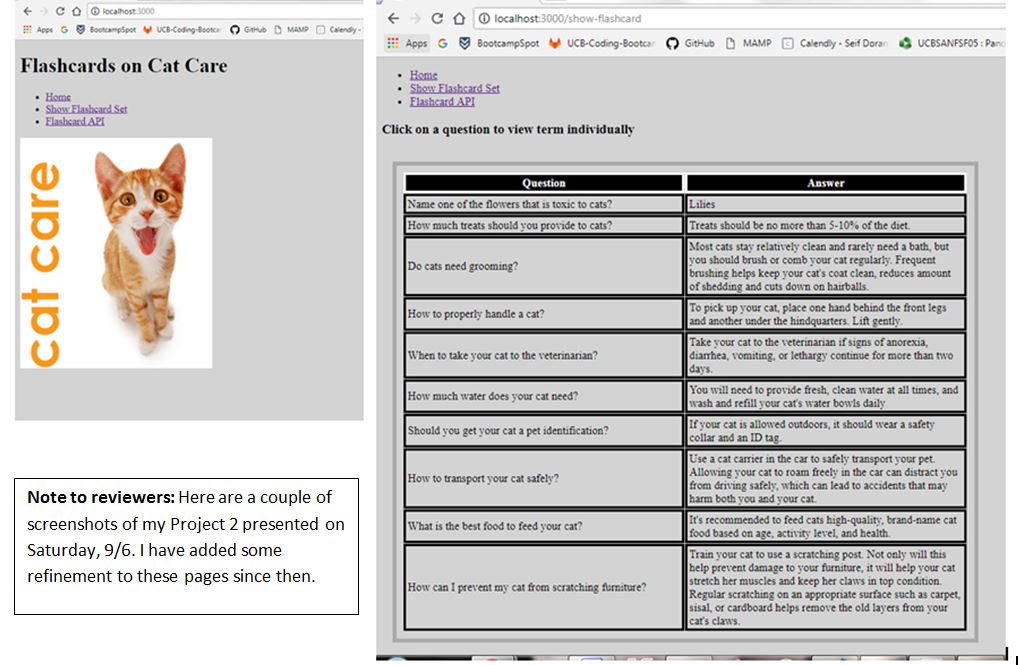 localhost:3000
Apps G BootcampSpot UCB-Coding-Bootcar GitHub MAMP Calendly -
Flashcards on Cat Care
Home
Show Flashcard Set
Flashcard API
cat care
Note to reviewers: Here are a couple of
screenshots of my Project 2 presented on
Saturday, 9/6. I have added some
refinement to these pages since then.
localhost:3000/show-flashcard
Apps G BootcampSpot UCB-Coding-Bootcar GitHub MAMP Calendly - Seif Doran UCBSANFSF05 : Pano
Home
Show Flashcard Set
Flashcard API
Click on a question to view term individually
Question Answer
Name one of the flowers that is toxic to cats? Lilies
How much treats should you provide to cats? Treats should be no more than 5-10% of the diet.
Do cats need grooming?
Most cats stay relatively clean and rarely need a bath, but
you should brush or comb your cat regularly. Frequent
brushing helps keep your cat's coat clean, reduces amount
of shedding and cuts down on hairballs.
How to properly handle a cat?
To pick up your cat, place one hand behind the front legs
and another under the hindquarters. Lift gently.
When to take your cat to the veterinarian?
Take your cat to the veterinarian if signs of anorexia,
diarrhea, vomiting, or lethargy continue for more than two
days.
How much water does your cat need?
You will need to provide fresh, clean water at all times, and
wash and refill your cat's water bowls daily
Should you get your cat a pet identification?
If your cat is allowed outdoors, it should wear a safety
collar and an ID tag.
How to transport your cat safely?
Use a cat carrier in the car to safely transport your pet.
Allowing your cat to roam freely in the car can distract you
from driving safely, which can lead to accidents that may
harm both you and your cat.
What is the best food to feed your cat?
It's recommended to feed cats high-quality, brand-name cat
food based on age, activity level, and health.
How can I prevent my cat from scratching furniture?
Train your cat to use a scratching post. Not only will this
help prevent damage to your furniture, it will help your cat
stretch her muscles and keep her claws in top condition.
Regular scratching on an appropriate surface such as carpet,
sisal, or cardboard helps remove the old layers from your
cat's claws.